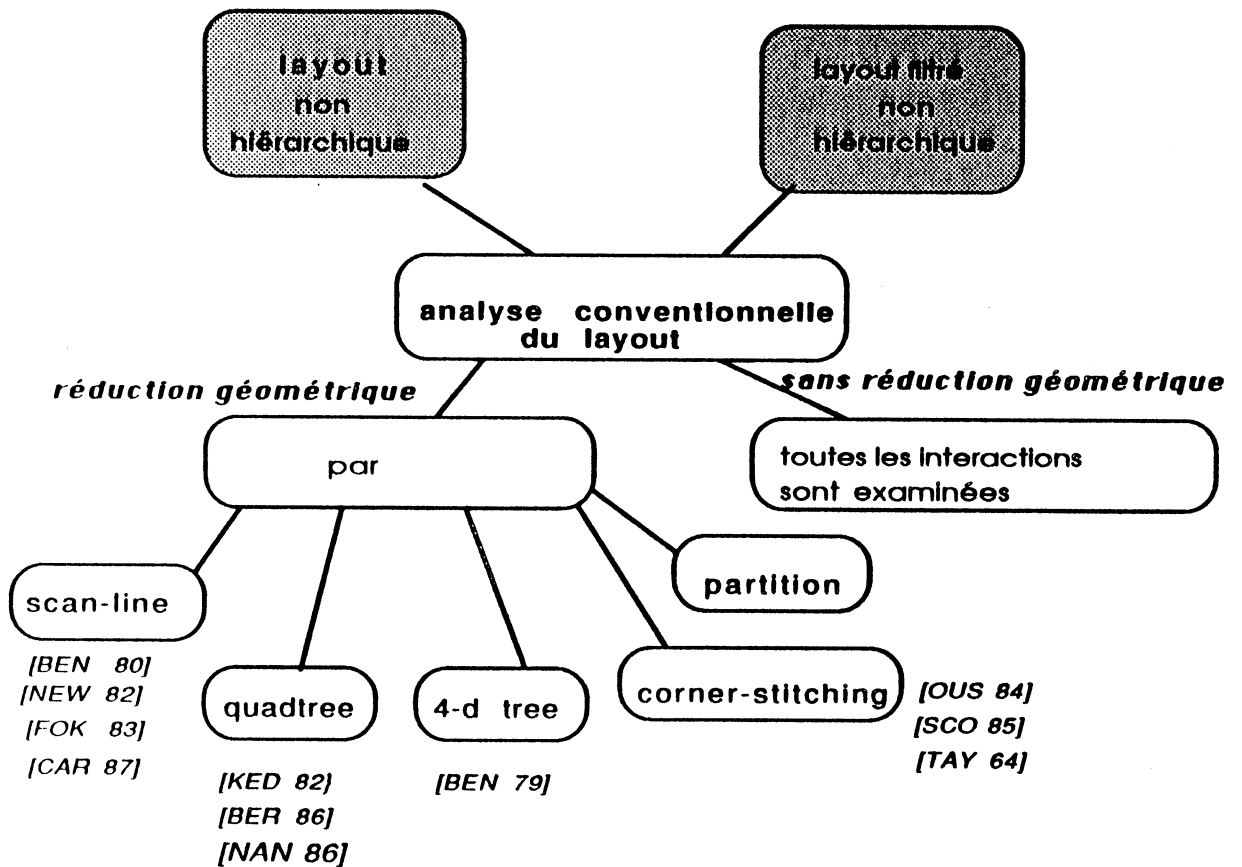 layout
non
hiérarchique
layout filtré
non
hiérarchique
analyse conventionnelle
du layout
réduction géométrique
sans réduction géométrique
par
toutes les interactions
sont examinées
scan-line
partition
[BEN 80]
[NEW 82]
[FOK 83]
[CAR 87]
quadtree
4-d tree
corner-stitching
[OUS 84]
[SCO 85]
[TAY 64]
[KED 82}
[BER 86]
[NAN 86]
[BEN 79]